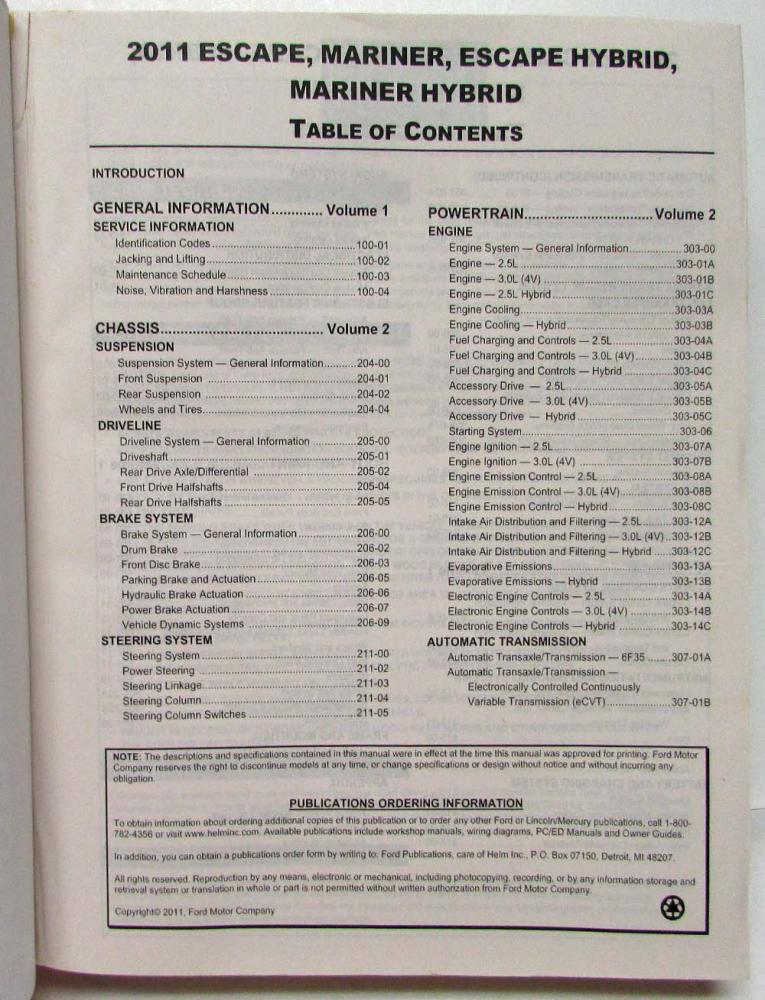 2011 ESCAPE, MARINER, ESCAPE HYBRID,
MARINER HYBRID
TABLE OF CONTENTS
INTRODUCTION
GENERAL INFORMATION............ Volume 1
SERVICE INFORMATION
Identification Codes ........ 100-01
Jacking and Lifting ........ 100-02
Maintenance Schedule ........ 100-03
Noise, Vibration and Harshness ........ 100-04
CHASSIS........ Volume 2
SUSPENSION
Suspension System — General Information ........ 204-00
Front Suspension ........ 204-01
Rear Suspension ........ 204-02
Wheels and Tires ........ 204-04
DRIVELINE
Driveline System — General Information ........ 205-00
Driveshaft ........ 205-01
Rear Drive Axle/Differential ........ 205-02
Front Drive Halfshafts ........ 205-04
Rear Drive Halfshafts ........ 205-05
BRAKE SYSTEM
Brake System — General Information ........ 206-00
Drum Brake ........ 206-02
Front Disc Brake ........ 206-03
Parking Brake and Actuation ........ 206-05
Hydraulic Brake Actuation ........ 206-06
Power Brake Actuation ........ 206-07
Vehicle Dynamic Systems ........ 206-09
STEERING SYSTEM
Steering System ........ 211-00
Power Steering ........ 211-02
Steering Linkage ........ 211-03
Steering Column ........ 211-04
Steering Column Switches ........ 211-05
POWERTRAIN........ Volume 2
ENGINE
Engine System — General Information ........ 303-00
Engine — 2.5L ........ 303-01A
Engine — 3.0L (4V) ........ 303-01B
Engine — 2.5L Hybrid ........ 303-01C
Engine Cooling ........ 303-03A
Engine Cooling — Hybrid ........ 303-03B
Fuel Charging and Controls — 2.5L ........ 303-04A
Fuel Charging and Controls — 3.0L (4V) ........ 303-04B
Fuel Charging and Controls — Hybrid ........ 303-04C
Accessory Drive — 2.5L ........ 303-05A
Accessory Drive — 3.0L (4V) ........ 303-05B
Accessory Drive — Hybrid ........ 303-05C
Starting System ........ 303-06
Engine Ignition — 2.5L ........ 303-07A
Engine Ignition — 3.0L (4V) ........ 303-07B
Engine Emission Control — 2.5L ........ 303-08A
Engine Emission Control — 3.0L (4V) ........ 303-08B
Engine Emission Control — Hybrid ........ 303-08C
Intake Air Distribution and Filtering — 2.5L ........ 303-12A
Intake Air Distribution and Filtering — 3.0L (4V) .. 303-12B
Intake Air Distribution and Filtering — Hybrid ..... 303-12C
Evaporative Emissions ........ 303-13A
Evaporative Emissions — Hybrid ........ 303-13B
Electronic Engine Controls — 2.5L ........ 303-14A
Electronic Engine Controls — 3.0L (4V) ........ 303-14B
Electronic Engine Controls — Hybrid ........ 303-14C
AUTOMATIC TRANSMISSION
Automatic Transaxle/Transmission — 6F35 ....... 307-01A
Automatic Transaxle/Transmission —
Electronically Controlled Continuously
Variable Transmission (eCVT) ........ 307-01B
NOTE: The descriptions and specifications contained in this manual were in effect at the time this manual was approved for printing. Ford Motor
Company reserves the right to discontinue models at any time, or change specifications or design without notice and without incurring any
obligation.
PUBLICATIONS ORDERING INFORMATION
To obtain information about ordering additional copies of this publication or to order any other Ford or Lincoln/Mercury publications, call 1-800-
782-4356 or visit www.helminc.com. Available publications include workshop manuals, wiring diagrams, PC/ED Manuals and Owner Guides.
In addition, you can obtain a publications order form by writing to: Ford Publications, care of Helm Inc., P.O. Box 07150, Detroit, MI 48207.
All rights reserved. Reproduction by any means, electronic or mechanical, including photocopying, recording, or by any information storage and
retrieval system or translation in whole or part is not permitted without written authorization from Ford Motor Company.
Copyright© 2011, Ford Motor Company